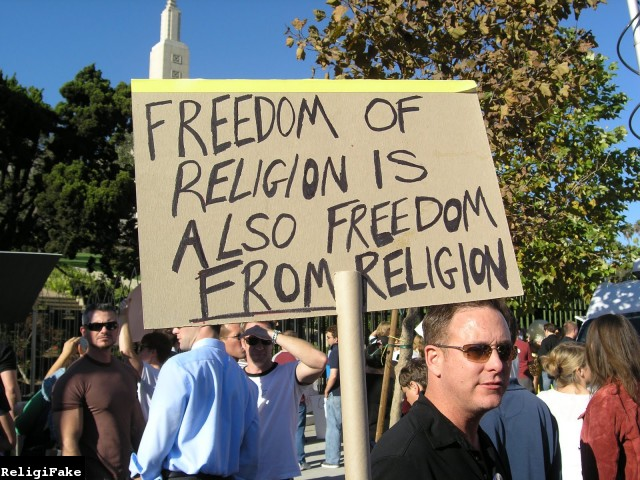 FREEDOM OF
RELIGION IS
ALSO FREEDOM
FROM RELIGION
ReligiFake